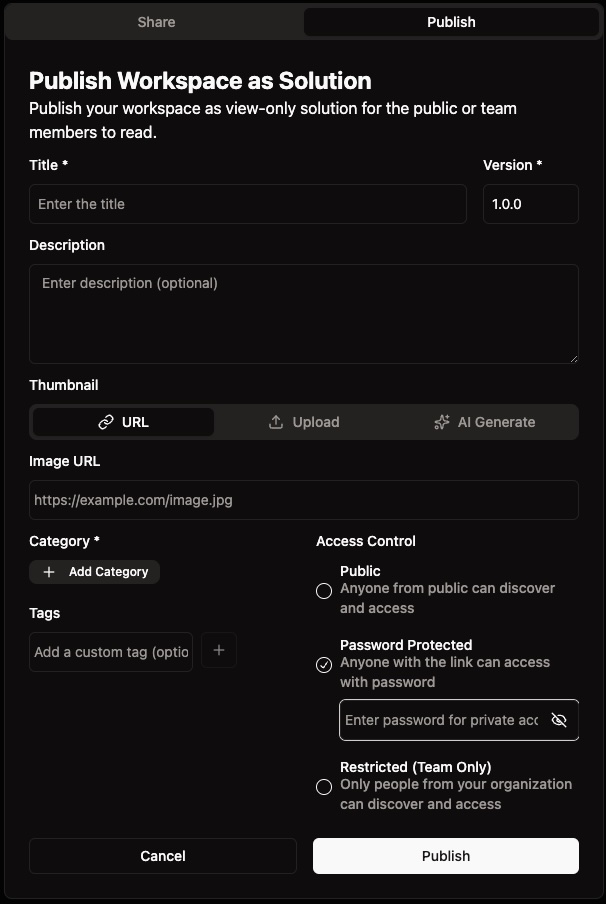 Share
Publish
Publish Workspace as Solution
Publish your workspace as view-only solution for the public or team
members to read.
Title *
Version *
Enter the title
1.0.0
Description
Enter description (optional)
Thumbnail
URL
Upload
AI Generate
Image URL
https://example.com/image.jpg
Category *
Add Category
Tags
Add a custom tag (optio
Access Control
Public
Anyone from public can discover
and access
Password Protected
Anyone with the link can access
with password
Enter password for private acc
Restricted (Team Only)
Only people from your organization
can discover and access
Cancel
Publish